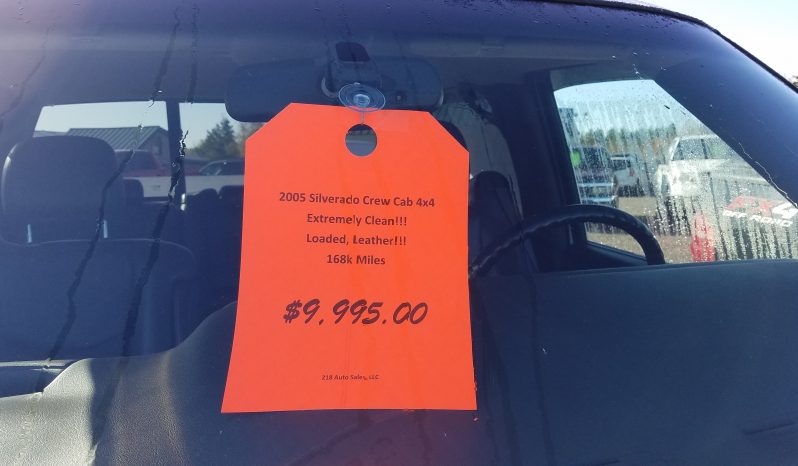 2005 Silverado Crew Cab 4x4
Extremely Clean!!!
Loaded, Leather!!!
168k Miles
$9,995.00
218 Auto Sales, LLC